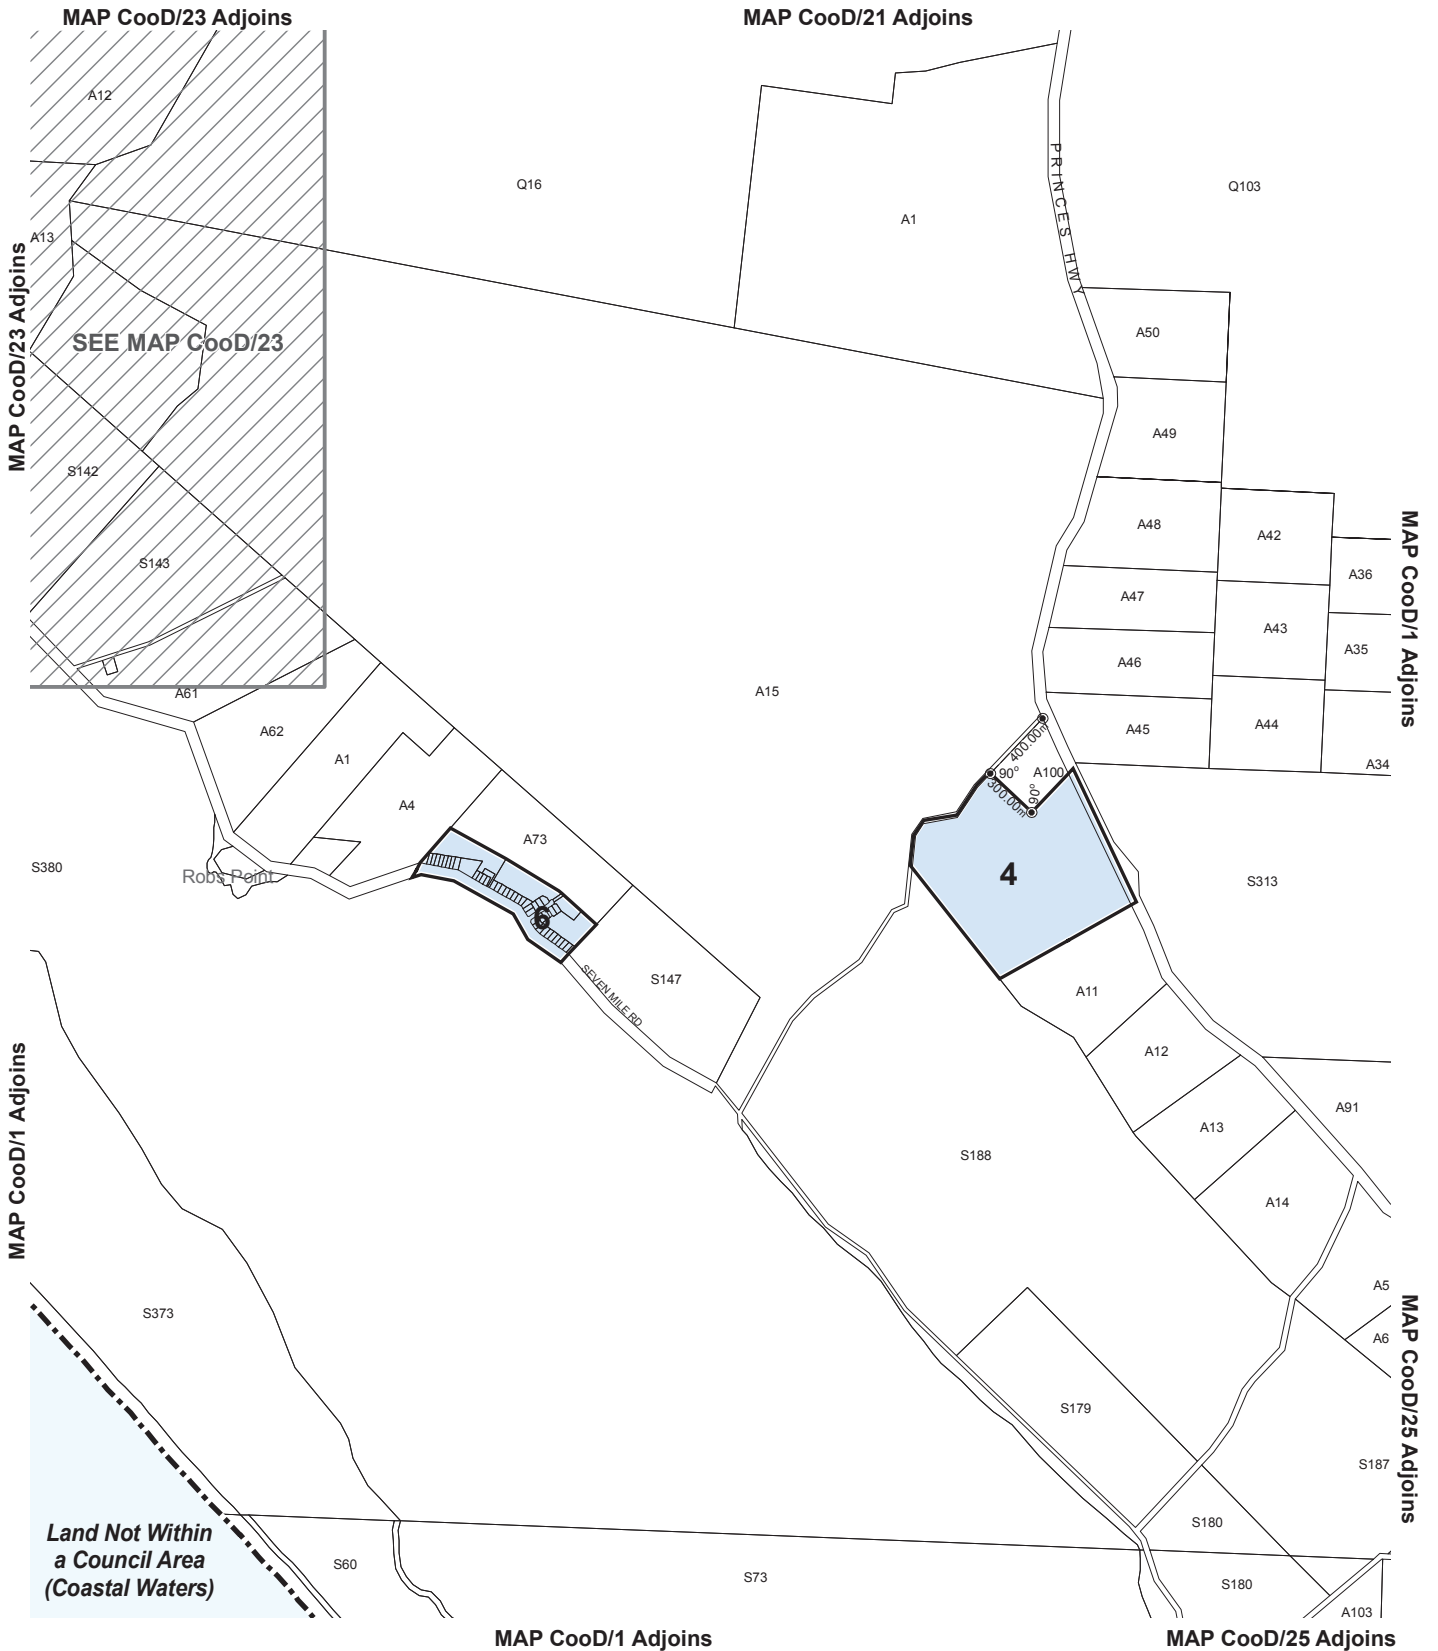 MAP CooD/23 Adjoins
MAP CooD/21 Adjoins
A12
Q16
A1
PRINCES HWY
Q103
A13
MAP CooD/23 Adjoins
SEE MAP CooD/23
A50
A49
S142
A48
A42
MAP CooD/1 Adjoins
S143
A36
A47
A43
A35
A46
A61
A15
A62
A45
A44
A1
400.00m
A34
90°
A100
300.00m
90°
A4
A73
S380
Robs Point
4
S313
6
SEVEN MILE RD
S147
A11
MAP CooD/1 Adjoins
A12
A91
A13
S188
A14
A5
S373
A6
MAP CooD/25 Adjoins
S179
S187
Land Not Within
a Council Area
(Coastal Waters)
S180
S60
S73
S180
A103
MAP CooD/1 Adjoins
MAP CooD/25 Adjoins